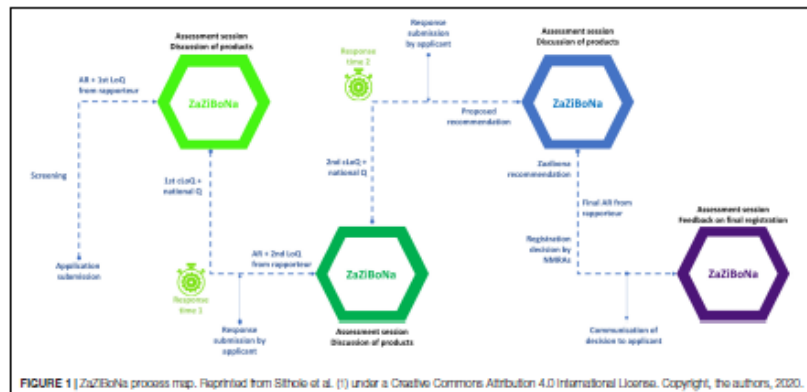 Assessment session
Discussion of products
AR + 1st LoQ
from rapporteur
ZaZiBoNa
Screening
Application
submission
1st cLoQ +
national Q
Response
time 1
AR + 2nd LoQ
from rapporteur
Response
submission by
applicant
ZaZiBoNa
Assessment session
Discussion of products
2nd cLoQ +
national Q
Response
time 2
Response
submission
by applicant
Proposed
recommendation
Assessment session
Discussion of products
ZaZiBoNa
Zazibona
recommendation
Final AR from
rapporteur
Registration
decision by
NMRAs
Communication of
decision to applicant
Assessment session
Feedback on final registration
ZaZiBoNa
FIGURE 1 | ZaZiBoNa process map. Reprinted from Sithole et al. (1) under a Creative Commons Attribution 4.0 International License. Copyright, the authors, 2020.